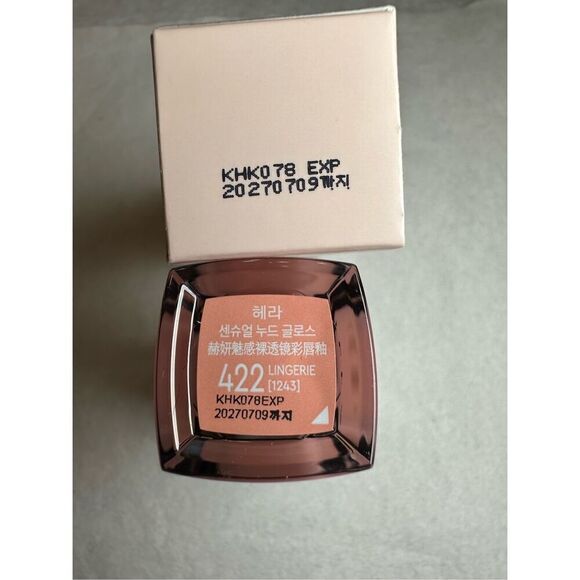 KHK078 EXP
20270709까지
헤라
센슈얼 누드 글로스
赫妍魅感裸透镜彩唇釉
422 LINGERIE
[1243]
KHK078EXP
20270709까지